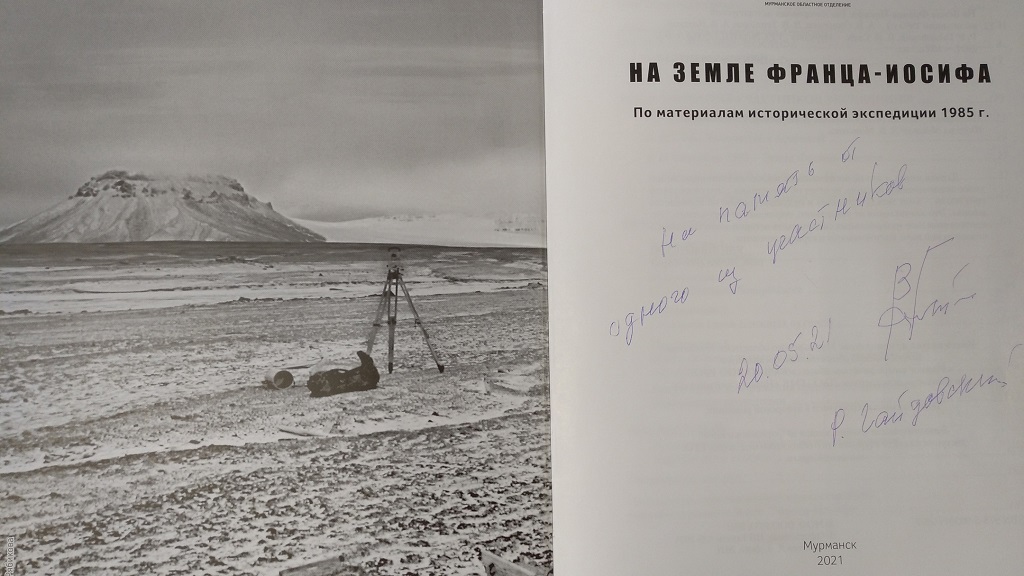 МУРМАНСКОЕ ОБЛАСТНОЕ ОТДЕЛЕНИЕ
НА ЗЕМЛЕ ФРАНЦА-ИОСИФА
По материалам исторической экспедиции 1985 г.
На память от
одного из участников
20.05.21
Р. Гайдовский
Мурманск
2021